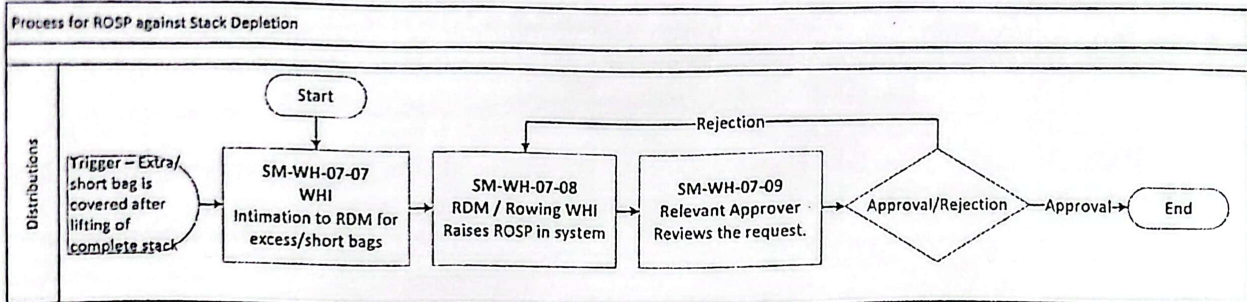 Process for ROSP against Stack Depletion
Distributions
Start
Trigger – Extra/
short bag is
covered after
lifting of
complete stack
SM-WH-07-07
WHI
Intimation to RDM for
excess/short bags
Rejection
SM-WH-07-08
RDM / Rowing WHI
Raises ROSP in system
SM-WH-07-09
Relevant Approver
Reviews the request.
Approval/Rejection
Approval
End